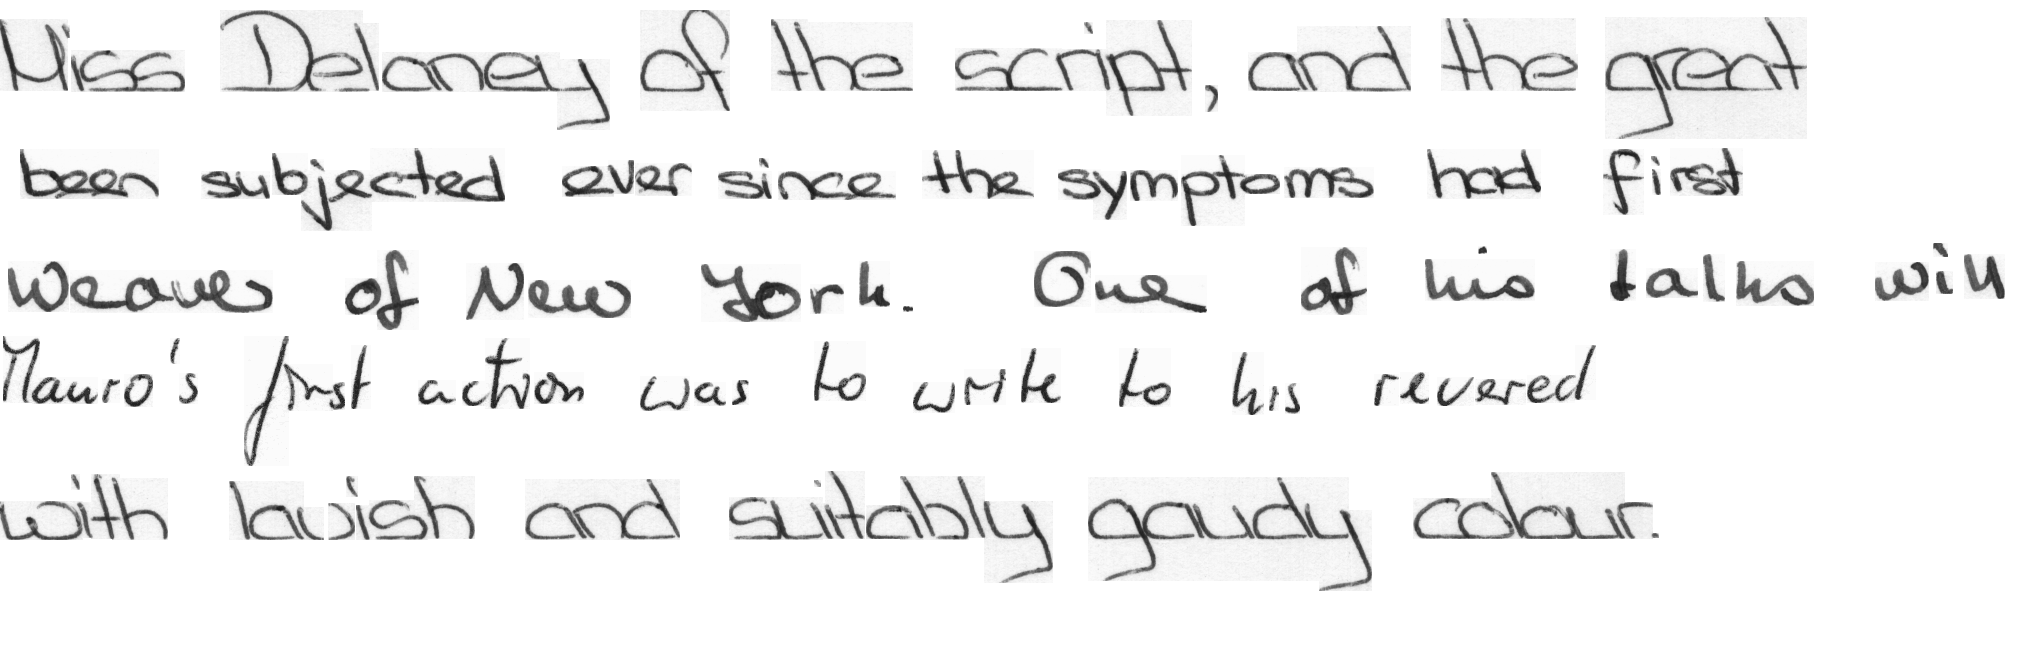 Miss Delaney of the script, and the great
been subjected ever since the symptoms had first
Weaver of New York. One of his talks will
Mauro's first action was to write to his revered
with lavish and suitably gaudy colour.